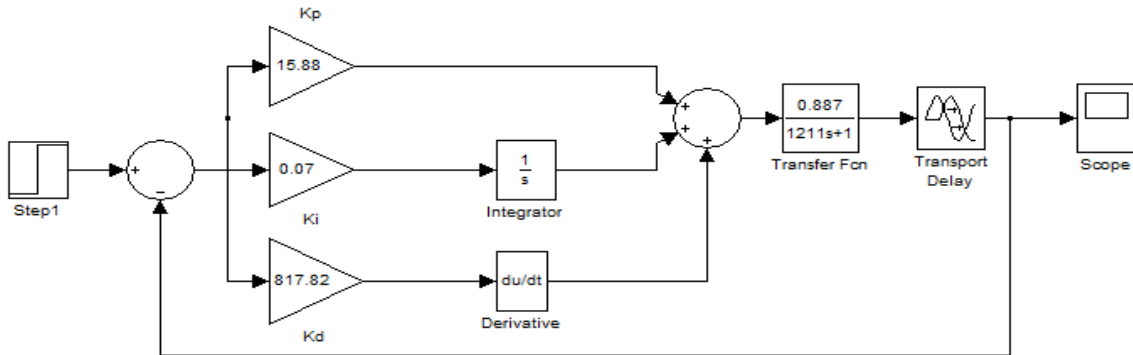 Kp
15.88
+
−
Step1
0.07
Ki
1
s
Integrator
817.82
Kd
du/dt
Derivative
+
+
+
0.887
1211s+1
Transfer Fcn
Transport
Delay
Scope